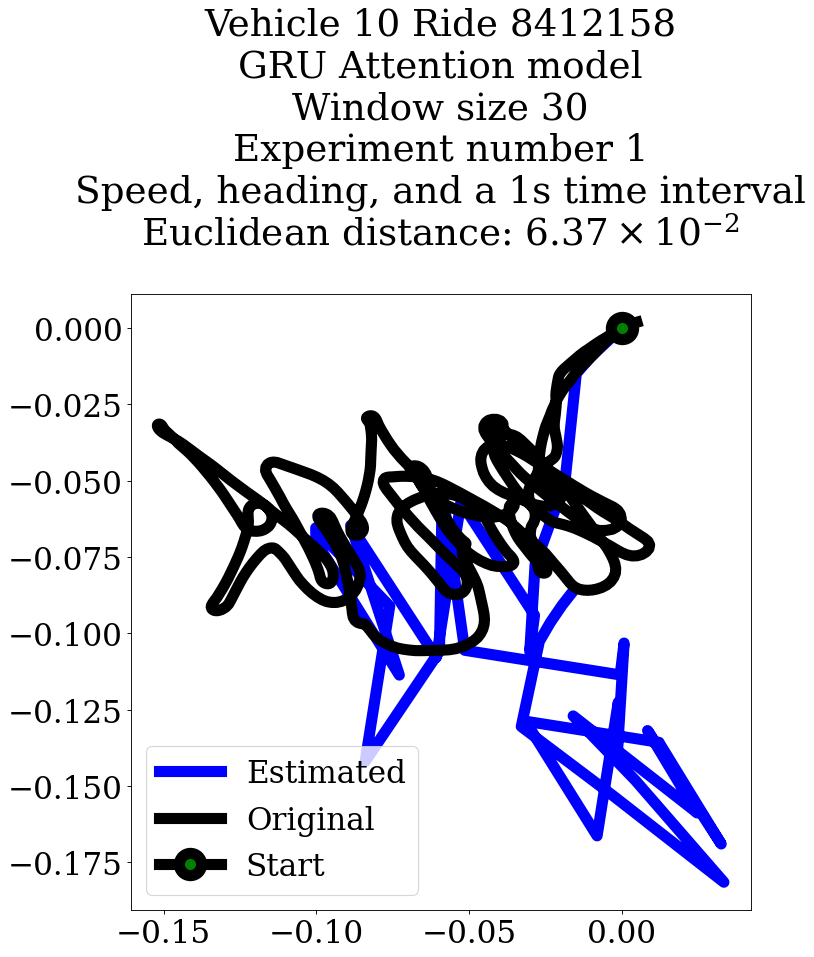 Vehicle 10 Ride 8412158
GRU Attention model
Window size 30
Experiment number 1
Speed, heading, and a 1s time interval
Euclidean distance: 6.37 × 10⁻²
0.000
−0.025
−0.050
−0.075
−0.100
−0.125
−0.150
−0.175
Estimated
Original
Start
−0.15
−0.10
−0.05
0.00